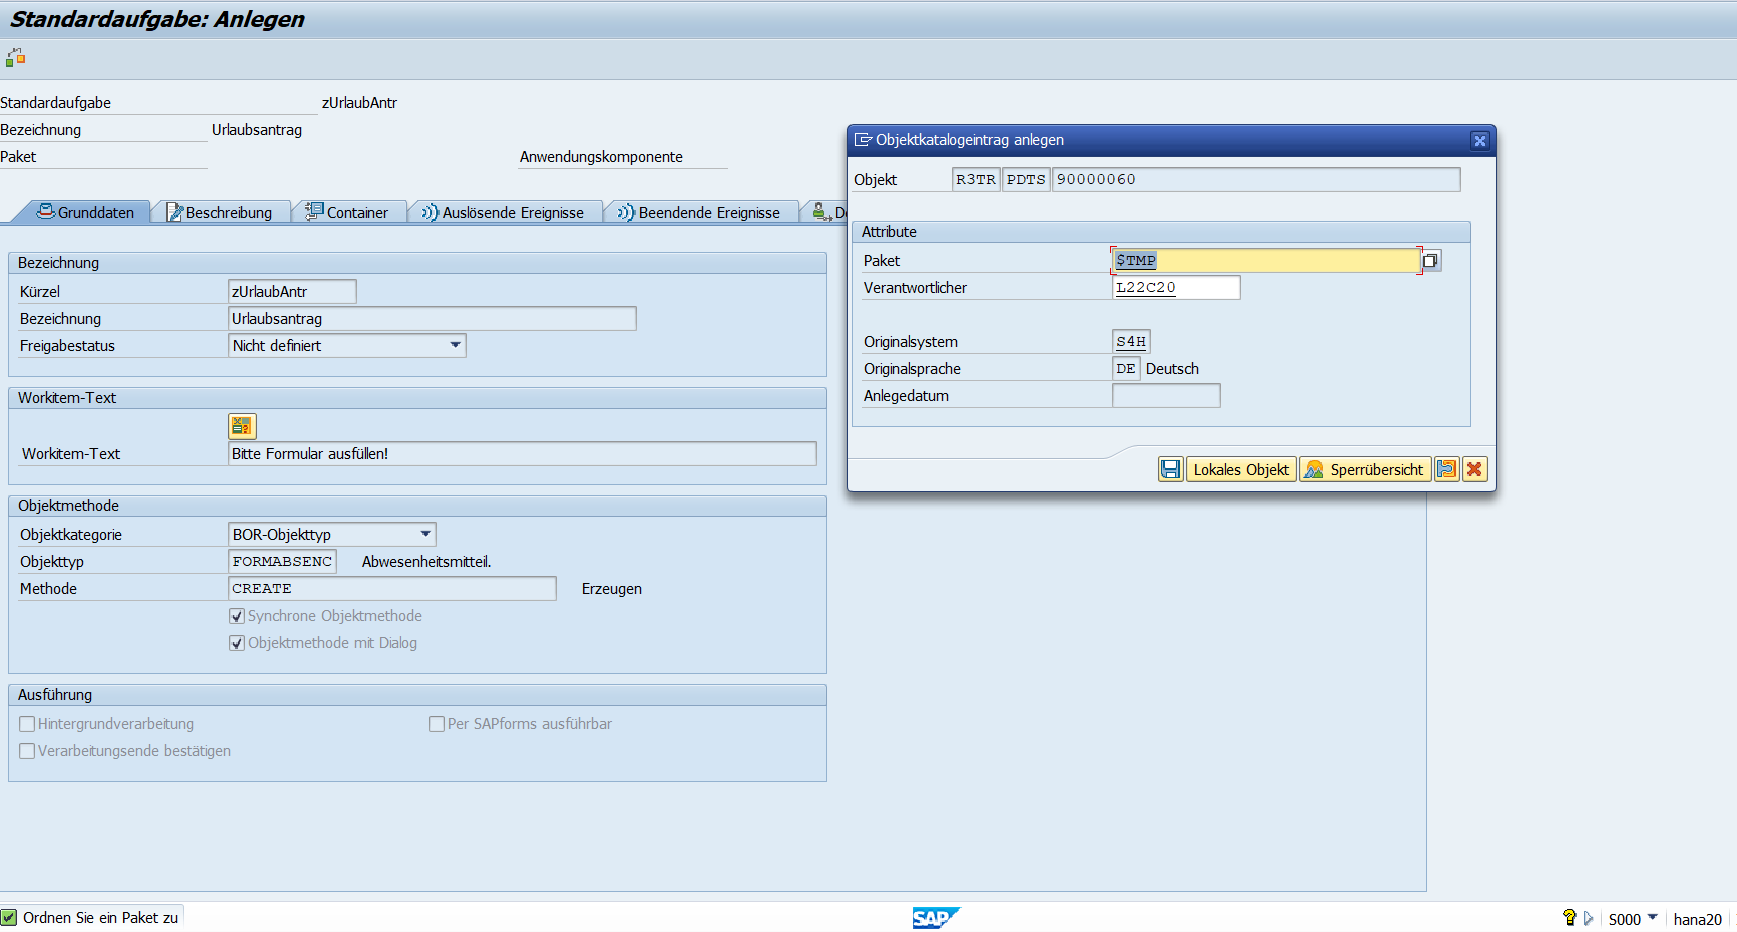 Standardaufgabe: Anlegen
Standardaufgabe zUrlaubAntr
Bezeichnung Urlaubsantrag
Paket Anwendungskomponente
Grunddaten Beschreibung Container Auslösende Ereignisse Beendende Ereignisse
Bezeichnung
Kürzel zUrlaubAntr
Bezeichnung Urlaubsantrag
Freigabestatus Nicht definiert
Workitem-Text
Workitem-Text Bitte Formular ausfüllen!
Objektmethode
Objektkategorie BOR-Objekttyp
Objekttyp FORMABSENC Abwesenheitsmitteil.
Methode CREATE Erzeugen
Synchrone Objektmethode
Objektmethode mit Dialog
Ausführung
Hintergrundverarbeitung Per SAPforms ausführbar
Verarbeitungsende bestätigen
Objektkatalogeintrag anlegen
Objekt R3TR PDTS 90000060
Attribute
Paket $TMP
Verantwortlicher L22C20
Originalsystem S4H
Originalsprache DE Deutsch
Anlegedatum
Lokales Objekt Sperrübersicht
Ordnen Sie ein Paket zu SAP S000 hana20